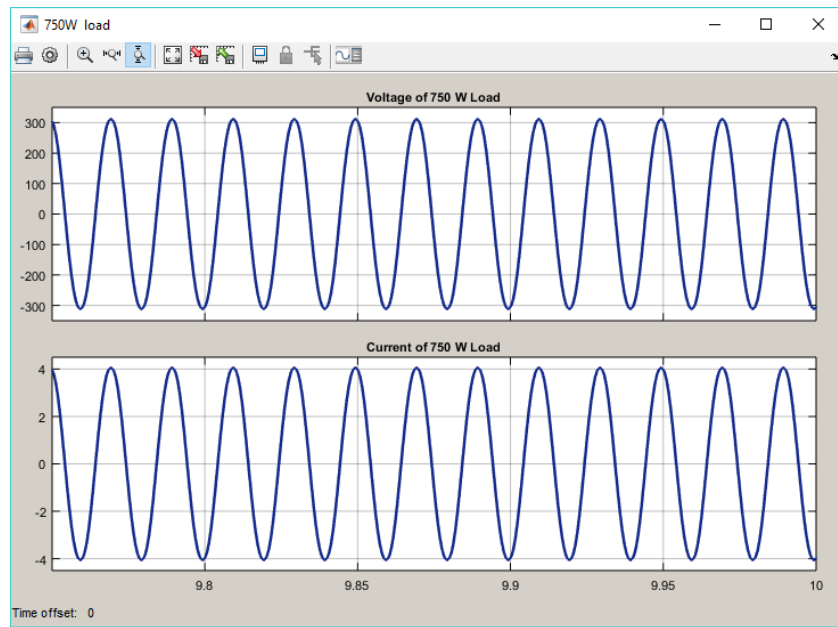 750W load
Voltage of 750 W Load
300
200
100
0
-100
-200
-300
Current of 750 W Load
4
2
0
-2
-4
9.8 9.85 9.9 9.95 10
Time offset: 0